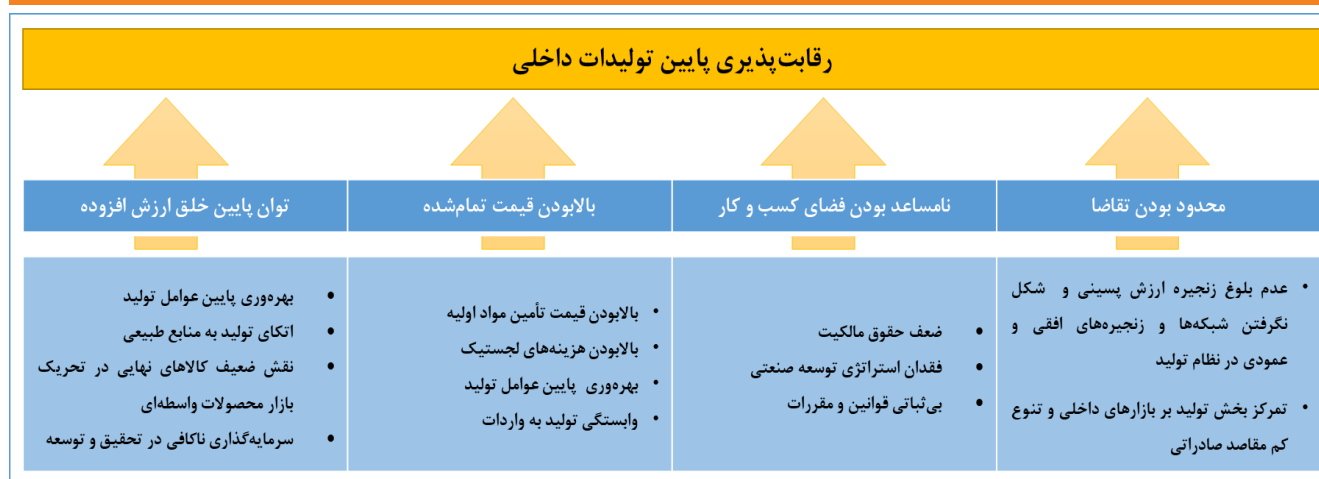 رقابت‌پذیری پایین تولیدات داخلی
محدود بودن تقاضا
نامساعد بودن فضای کسب و کار
بالابودن قیمت تمام‌شده
توان پایین خلق ارزش افزوده
• عدم بلوغ زنجیره ارزش پسینی و شکل
نگرفتن شبکه‌ها و زنجیره‌های افقی و
عمودی در نظام تولید
• تمرکز بخش تولید بر بازارهای داخلی و تنوع
کم مقاصد صادراتی
• ضعف حقوق مالکیت
• فقدان استراتژی توسعه صنعتی
• بی‌ثباتی قوانین و مقررات
• بالابودن قیمت تأمین مواد اولیه
• بالابودن هزینه‌های لجستیک
• بهره‌وری پایین عوامل تولید
• وابستگی تولید به واردات
• بهره‌وری پایین عوامل تولید
• اتکای تولید به منابع طبیعی
• نقش ضعیف کالاهای نهایی در تحریک
بازار محصولات واسطه‌ای
• سرمایه‌گذاری ناکافی در تحقیق و توسعه